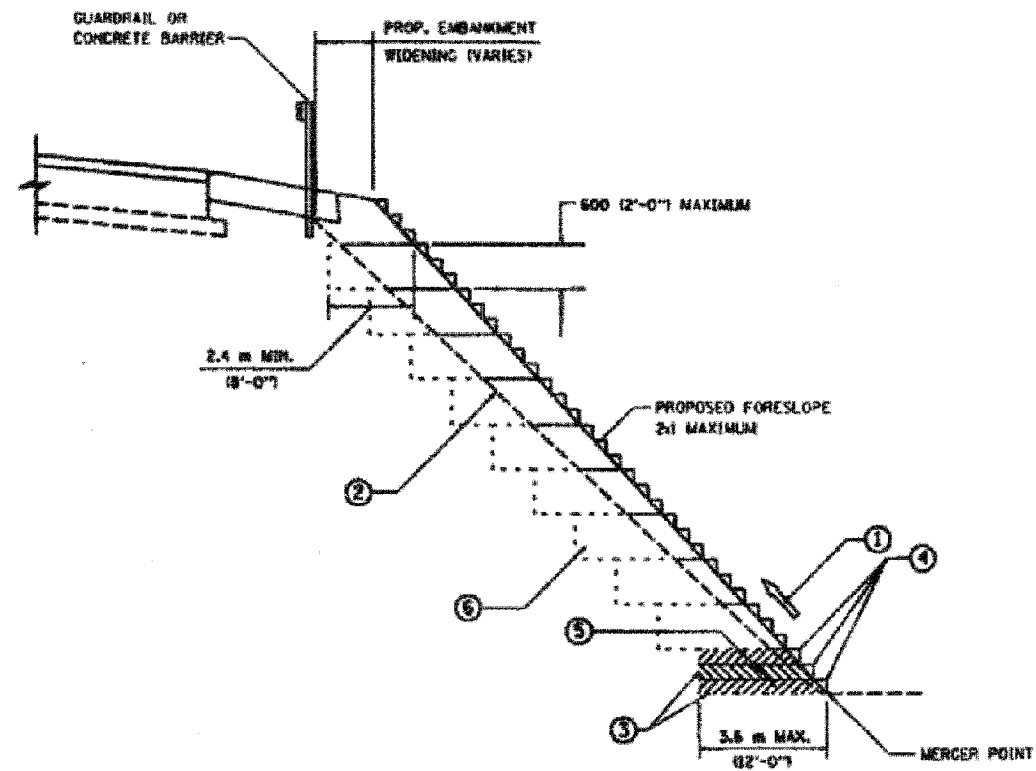 GUARDRAIL OR
CONCRETE BARRIER
PROP. EMBANKMENT
WIDENING (VARIES)
600 (2'-0") MAXIMUM
2.4 m MIN.
(8'-0")
PROPOSED FORESLOPE
2:1 MAXIMUM
2
1
4
6
5
3
3.6 m MAX.
(12'-0")
MERGER POINT